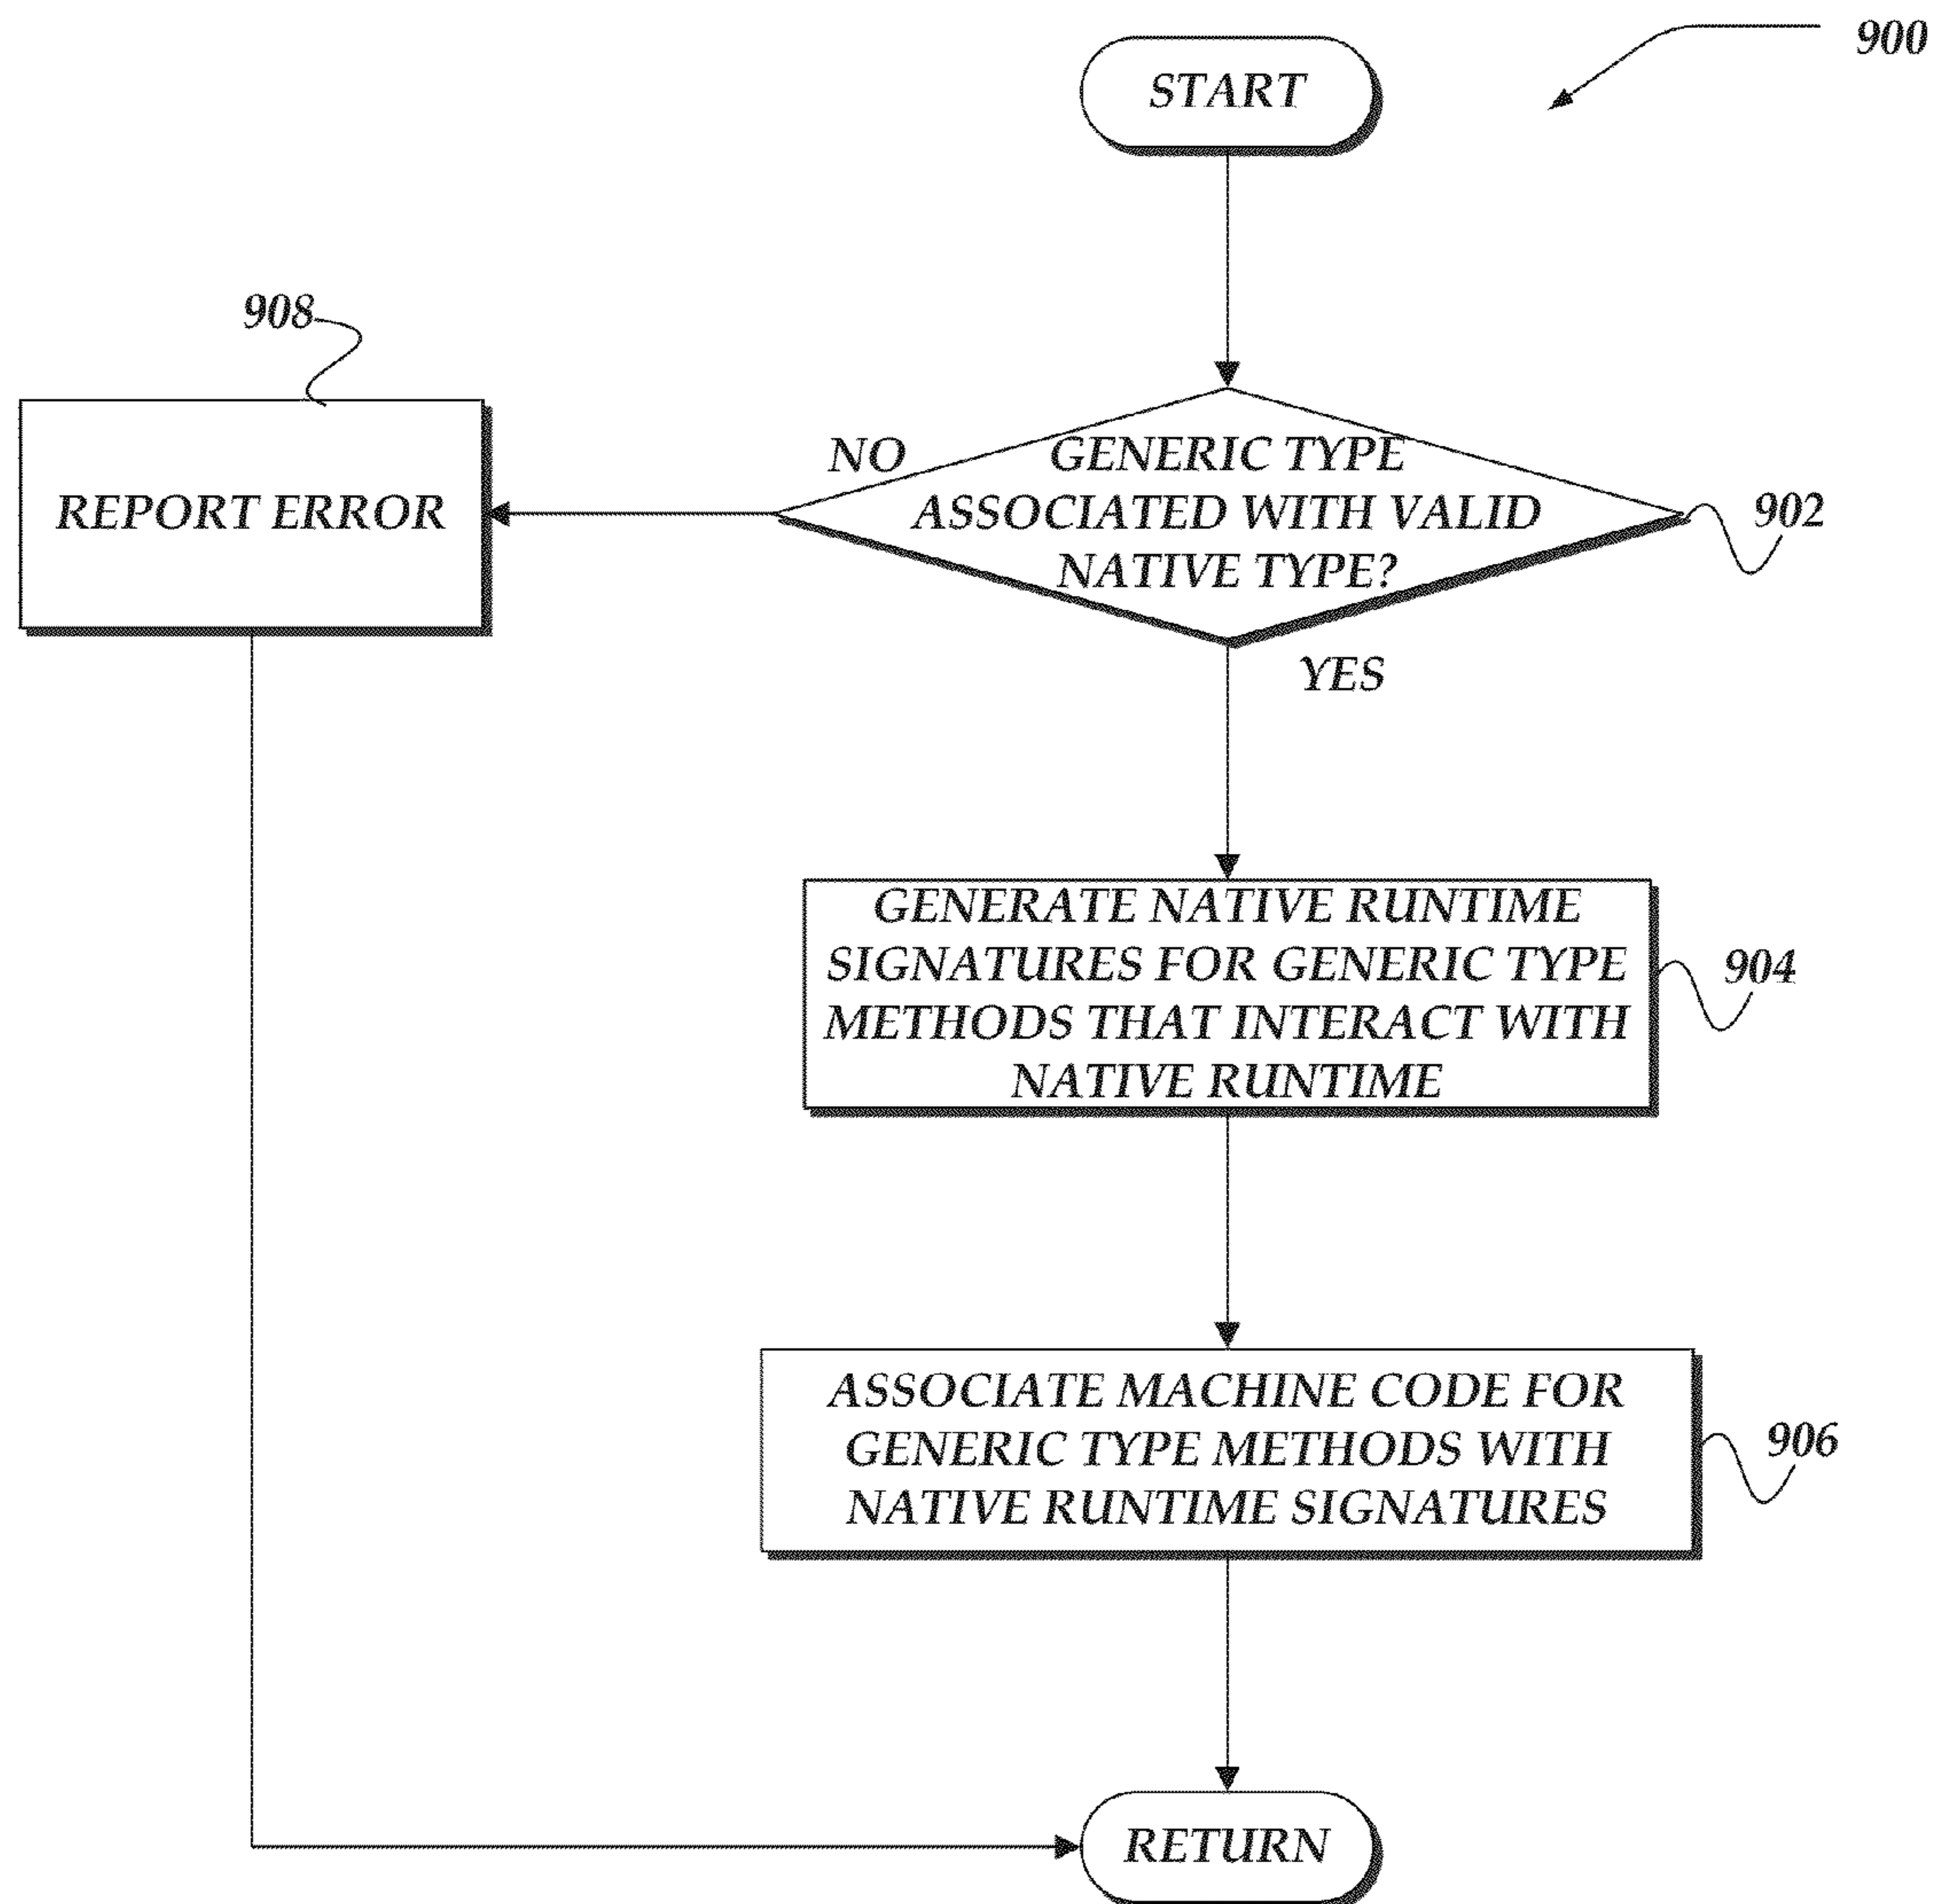 900
START
908
NO
GENERIC TYPE
ASSOCIATED WITH VALID
NATIVE TYPE?
902
REPORT ERROR
YES
GENERATE NATIVE RUNTIME
SIGNATURES FOR GENERIC TYPE
METHODS THAT INTERACT WITH
NATIVE RUNTIME
904
ASSOCIATE MACHINE CODE FOR
GENERIC TYPE METHODS WITH
NATIVE RUNTIME SIGNATURES
906
RETURN